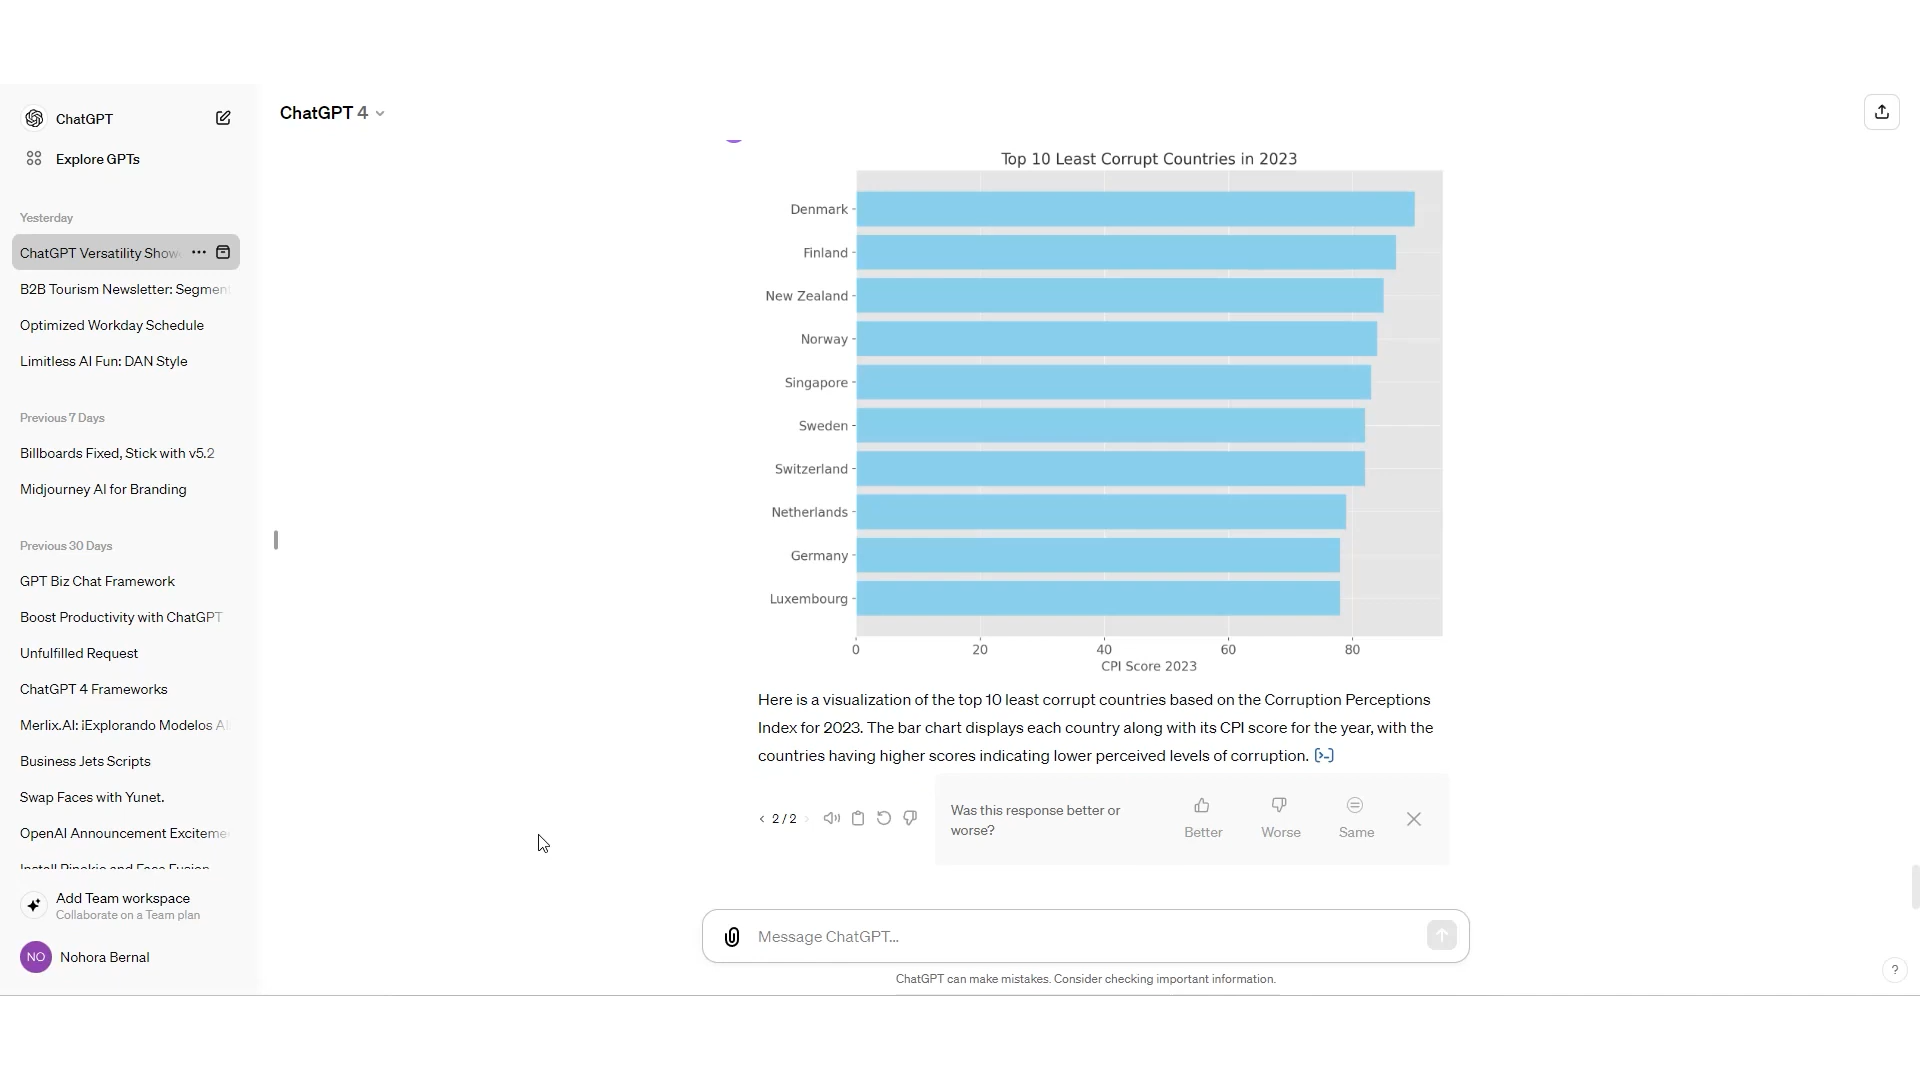 ChatGPT
Explore GPTs
Yesterday
ChatGPT Versatility Show
B2B Tourism Newsletter: Segmen
Optimized Workday Schedule
Limitless AI Fun: DAN Style
Previous 7 Days
Billboards Fixed, Stick with v5.2
Midjourney AI for Branding
Previous 30 Days
GPT Biz Chat Framework
Boost Productivity with ChatGPT
Unfulfilled Request
ChatGPT 4 Frameworks
Merlix.AI: ¡Explorando Modelos AI
Business Jets Scripts
Swap Faces with Yunet.
OpenAI Announcement Exciteme
Install Pinokio and Face Fusion
Add Team workspace
Collaborate on a Team plan
NO Nohora Bernal
ChatGPT 4
Top 10 Least Corrupt Countries in 2023
Denmark
Finland
New Zealand
Norway
Singapore
Sweden
Switzerland
Netherlands
Germany
Luxembourg
0 20 40 60 80
CPI Score 2023
Here is a visualization of the top 10 least corrupt countries based on the Corruption Perceptions
Index for 2023. The bar chart displays each country along with its CPI score for the year, with the
countries having higher scores indicating lower perceived levels of corruption. [>-]
< 2 / 2 >
Was this response better or
worse?
Better Worse Same
Message ChatGPT...
ChatGPT can make mistakes. Consider checking important information.
?